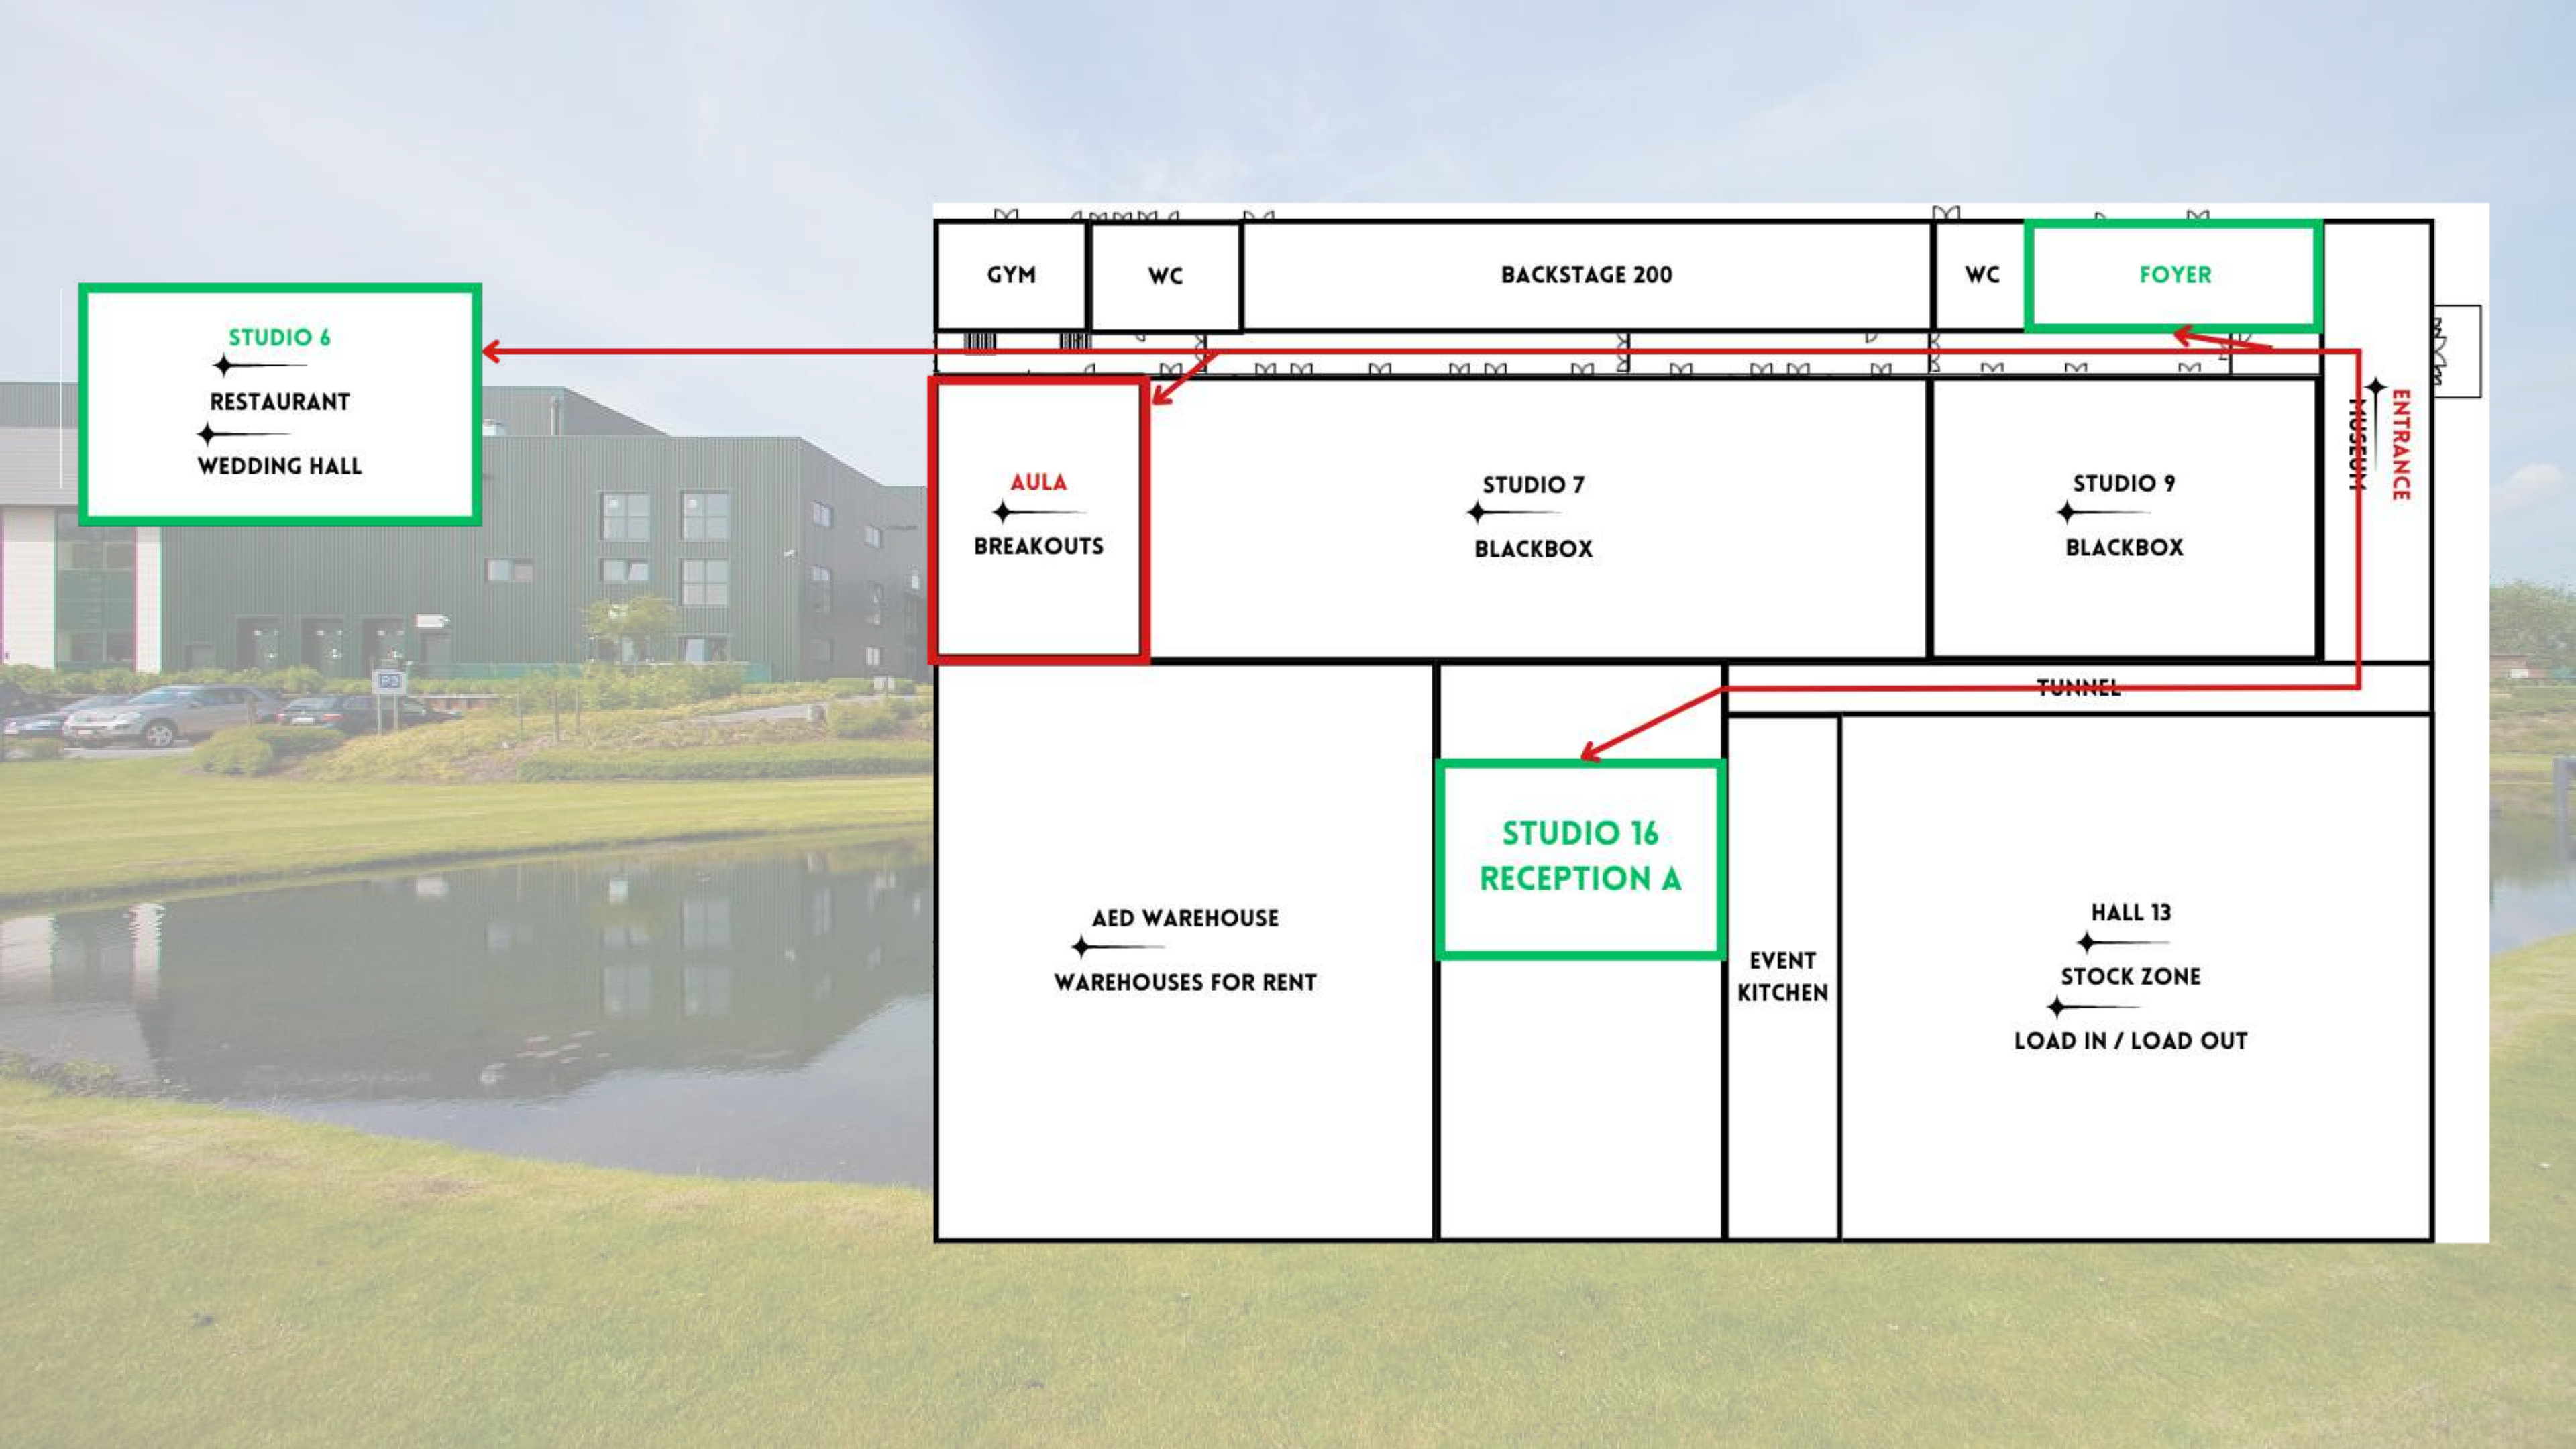 GYM
WC
BACKSTAGE 200
WC
FOYER
STUDIO 6
RESTAURANT
WEDDING HALL
ENTRANCE
MUSEUM
AULA
BREAKOUTS
STUDIO 7
BLACKBOX
STUDIO 9
BLACKBOX
P3
TUNNEL
STUDIO 16
RECEPTION A
AED WAREHOUSE
WAREHOUSES FOR RENT
EVENT
KITCHEN
HALL 13
STOCK ZONE
LOAD IN / LOAD OUT